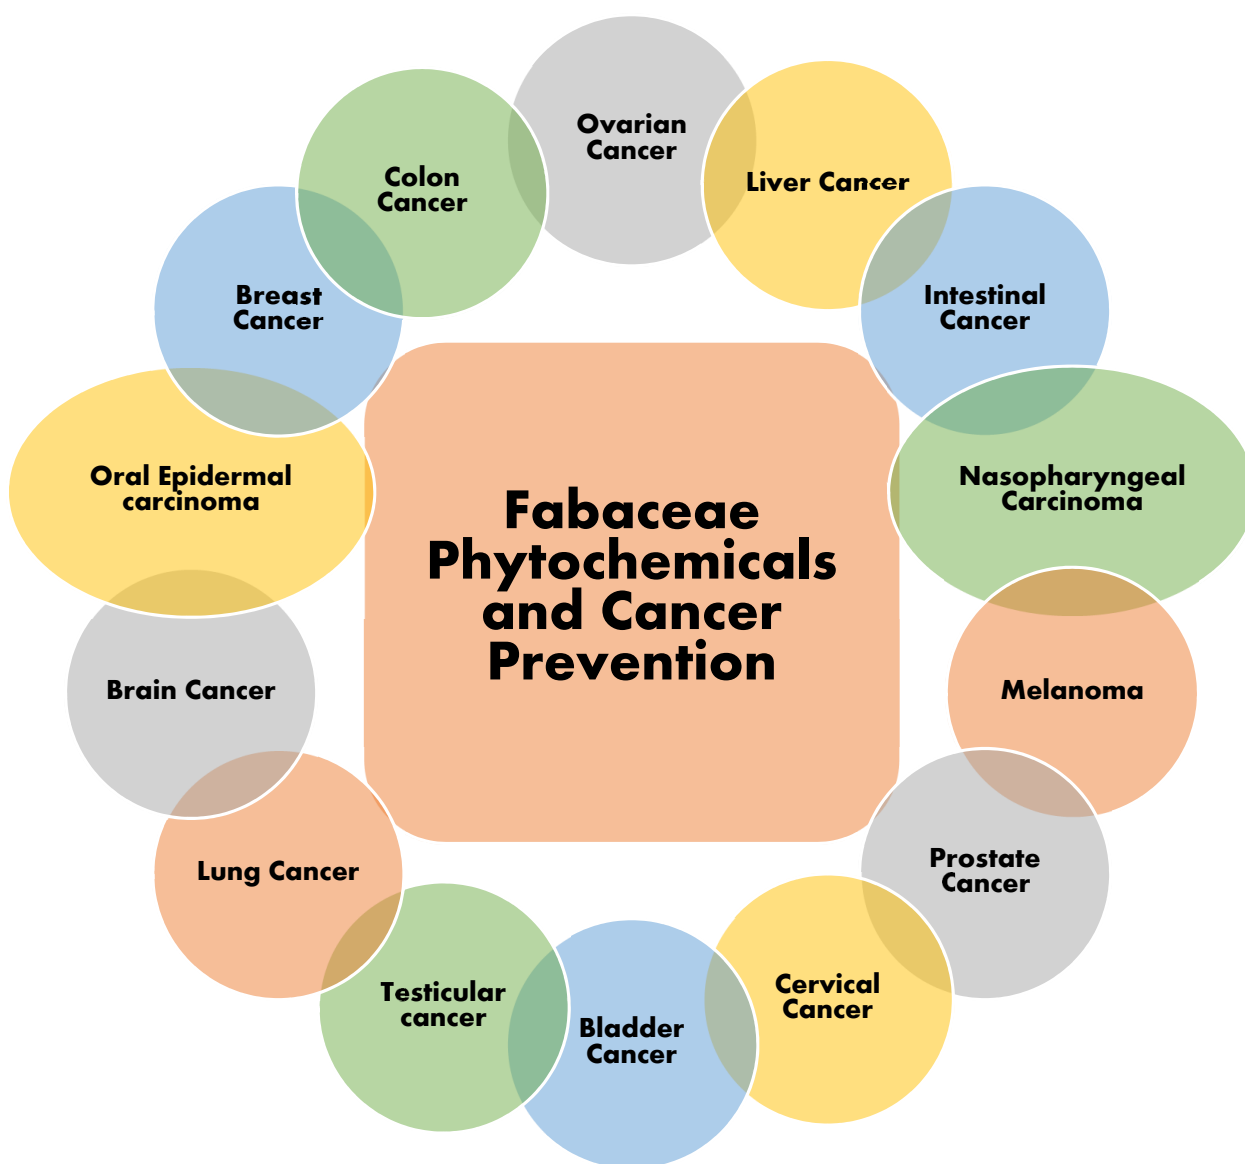 Ovarian
Cancer
Liver Cancer
Intestinal
Cancer
Nasopharyngeal
Carcinoma
Melanoma
Prostate
Cancer
Cervical
Cancer
Bladder
Cancer
Testicular
cancer
Lung Cancer
Brain Cancer
Oral Epidermal
carcinoma
Breast
Cancer
Colon
Cancer
Fabaceae
Phytochemicals
and Cancer
Prevention